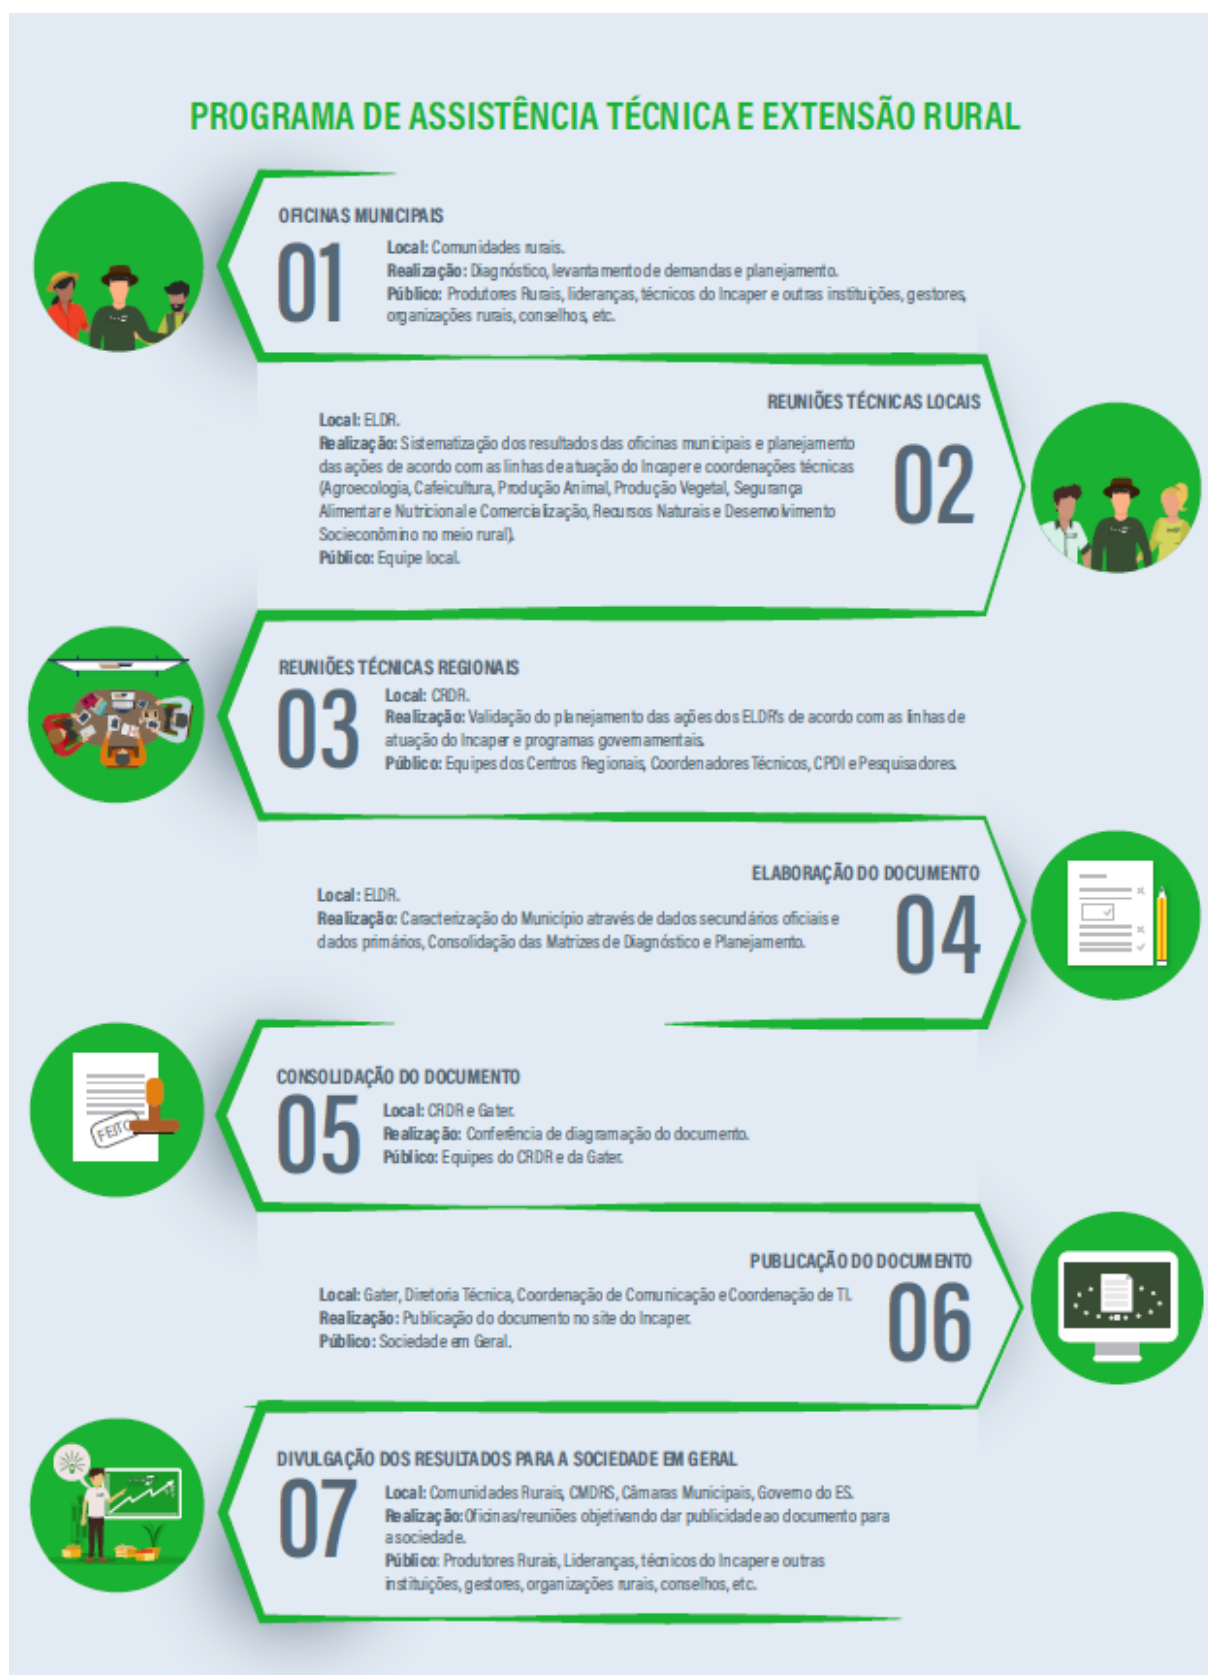 PROGRAMA DE ASSISTÊNCIA TÉCNICA E EXTENSÃO RURAL
OFICINAS MUNICIPAIS
01
Local: Comunidades rurais.
Realização: Diagnóstico, levantamento de demandas e planejamento.
Público: Produtores Rurais, lideranças, técnicos do Incaper e outras instituições, gestores,
organizações rurais, conselhos, etc.
REUNIÕES TÉCNICAS LOCAIS
02
Local: ELDR.
Realização: Sistematização dos resultados das oficinas municipais e planejamento
das ações de acordo com as linhas de atuação do Incaper e coordenações técnicas
(Agroecologia, Cafeicultura, Produção Animal, Produção Vegetal, Segurança
Alimentar e Nutricional e Comercialização, Recursos Naturais e Desenvolvimento
Socieconômino no meio rural).
Público: Equipe local.
REUNIÕES TÉCNICAS REGIONAIS
03
Local: CRDR.
Realização: Validação do planejamento das ações dos ELDR's de acordo com as linhas de
atuação do Incaper e programas governamentais.
Público: Equipes dos Centros Regionais, Coordenadores Técnicos, CPDI e Pesquisadores.
ELABORAÇÃO DO DOCUMENTO
04
Local: ELDR.
Realização: Caracterização do Município através de dados secundários oficiais e
dados primários, Consolidação das Matrizes de Diagnóstico e Planejamento.
CONSOLIDAÇÃO DO DOCUMENTO
05
Local: CRDR e Gater.
Realização: Conferência de diagramação do documento.
Público: Equipes do CRDR e da Gater.
FEITO
PUBLICAÇÃO DO DOCUMENTO
06
Local: Gater, Diretoria Técnica, Coordenação de Comunicação e Coordenação de TI.
Realização: Publicação do documento no site do Incaper.
Público: Sociedade em Geral.
DIVULGAÇÃO DOS RESULTADOS PARA A SOCIEDADE EM GERAL
07
Local: Comunidades Rurais, CMDRS, Câmaras Municipais, Governo do ES.
Realização: Oficinas/reuniões objetivando dar publicidade ao documento para
a sociedade.
Público: Produtores Rurais, Lideranças, técnicos do Incaper e outras
instituições, gestores, organizações rurais, conselhos, etc.